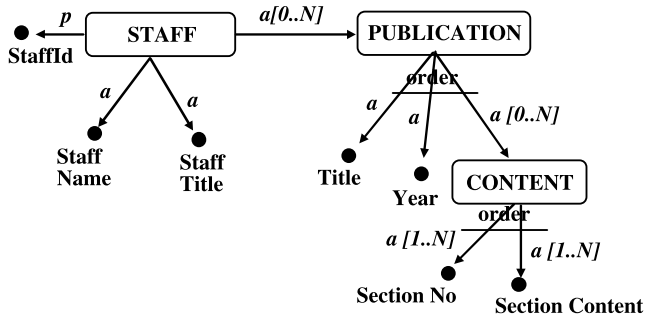 p
STAFF
a[0..N]
PUBLICATION
StaffId
order
a
a
a
a
a [0..N]
Staff
Name
Staff
Title
Title
Year
CONTENT
order
a [1..N]
a [1..N]
Section No
Section Content